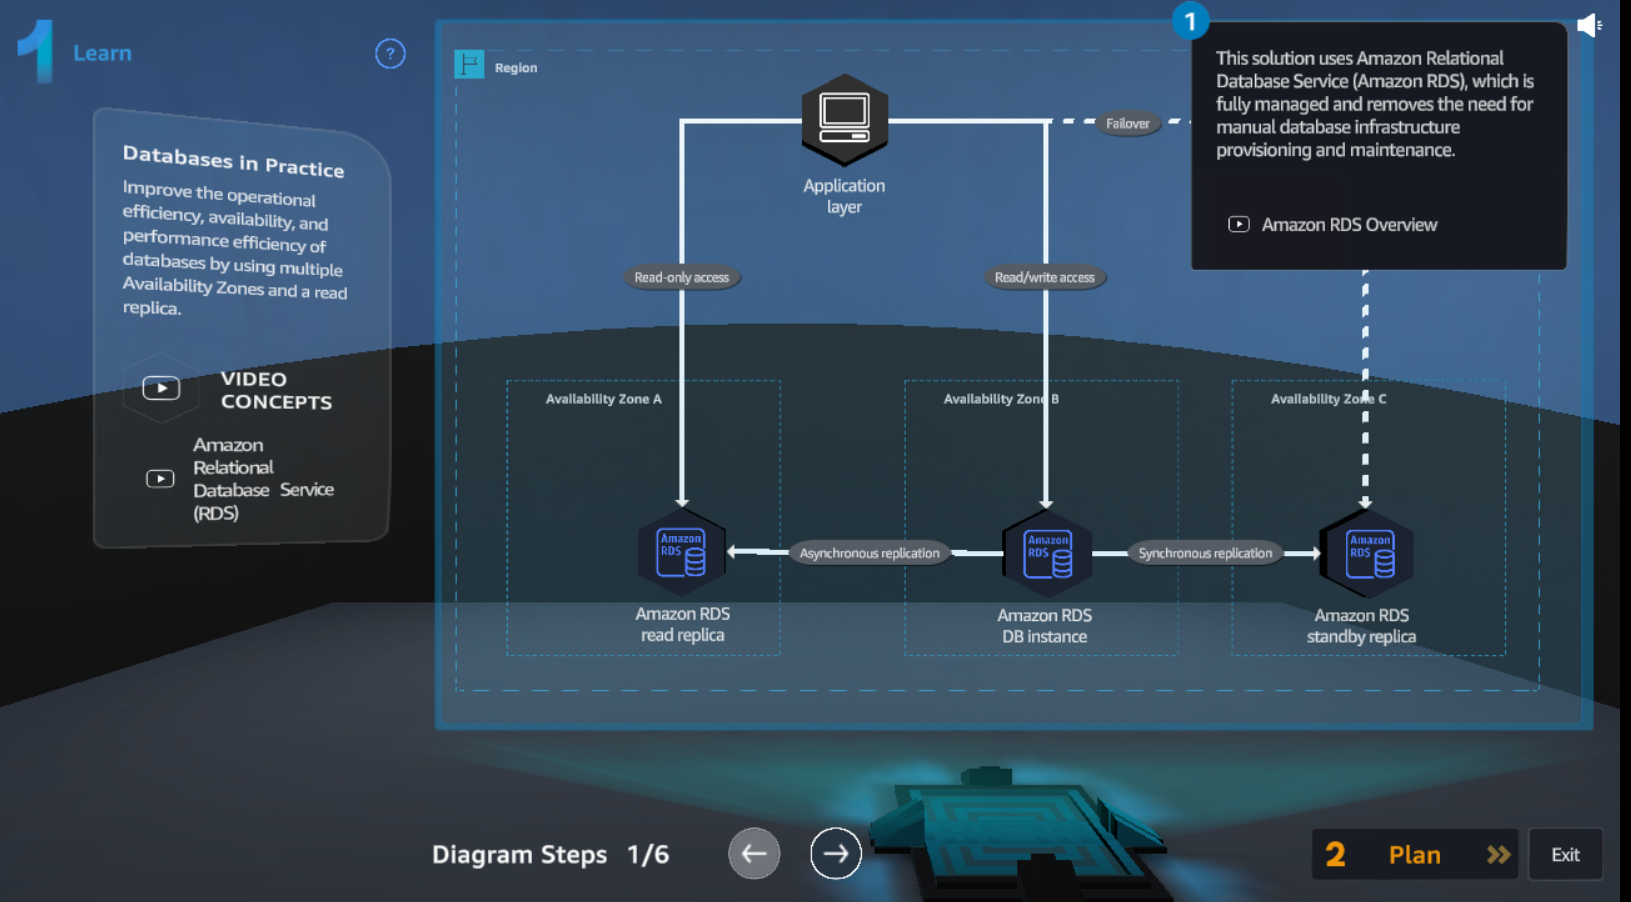 1 Learn
?
Databases in Practice
Improve the operational
efficiency, availability, and
performance efficiency of
databases by using multiple
Availability Zones and a read
replica.
VIDEO
CONCEPTS
Amazon
Relational
Database Service
(RDS)
Region
Application
layer
Failover
1
This solution uses Amazon Relational
Database Service (Amazon RDS), which is
fully managed and removes the need for
manual database infrastructure
provisioning and maintenance.
Amazon RDS Overview
Read-only access
Read/write access
Availability Zone A
Availability Zone B
Availability Zone C
Amazon
RDS
Asynchronous replication
Amazon
RDS
Synchronous replication
Amazon
RDS
Amazon RDS
read replica
Amazon RDS
DB instance
Amazon RDS
standby replica
Diagram Steps 1/6
2 Plan
Exit